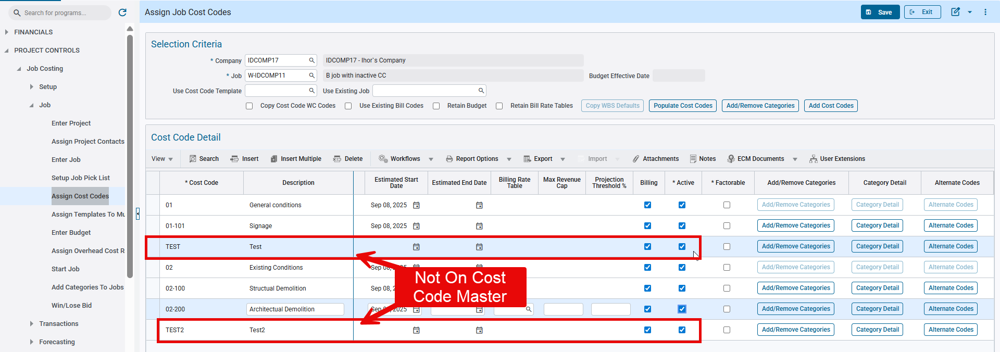 Search for programs...
FINANCIALS
PROJECT CONTROLS
Job Costing
Setup
Job
Enter Project
Assign Project Contacts
Enter Job
Setup Job Pick List
Assign Cost Codes
Assign Templates To Mu
Enter Budget
Assign Overhead Cost R
Start Job
Add Categories To Jobs
Win/Lose Bid
Transactions
Forecasting
Assign Job Cost Codes
Save
Exit
Selection Criteria
* Company IDCOMP17 IDCOMP17 - Ihor`s Company
* Job W-IDCOMP11 B job with inactive CC Budget Effective Date
Use Cost Code Template Use Existing Job
Copy Cost Code WC Codes Use Existing Bill Codes Retain Budget Retain Bill Rate Tables Copy WBS Defaults Populate Cost Codes Add/Remove Categories Add Cost Codes
Cost Code Detail
View Search Insert Insert Multiple Delete Workflows Report Options Export Import Attachments Notes ECM Documents User Extensions
* Cost Code Description Estimated Start Date Estimated End Date Billing Rate Table Max Revenue Cap Projection Threshold % Billing * Active * Factorable Add/Remove Categories Category Detail Alternate Codes
01 General conditions Sep 08, 2025 Add/Remove Categories Category Detail Alternate Codes
01-101 Signage Sep 08, 2025 Add/Remove Categories Category Detail Alternate Codes
TEST Test Add/Remove Categories Category Detail Alternate Codes
02 Existing Conditions Sep 08, Add/Remove Categories Category Detail Alternate Codes
02-100 Structual Demolition Sep 08, 2 Add/Remove Categories Category Detail Alternate Codes
02-200 Architectual Demolition Sep 2025 Add/Remove Categories Category Detail Alternate Codes
TEST2 Test2 Add/Remove Categories Category Detail Alternate Codes
Not On Cost
Code Master